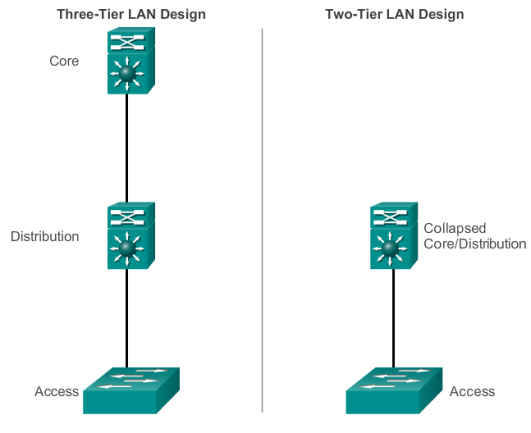 Three-Tier LAN Design
Core
Distribution
Access
Two-Tier LAN Design
Collapsed
Core/Distribution
Access